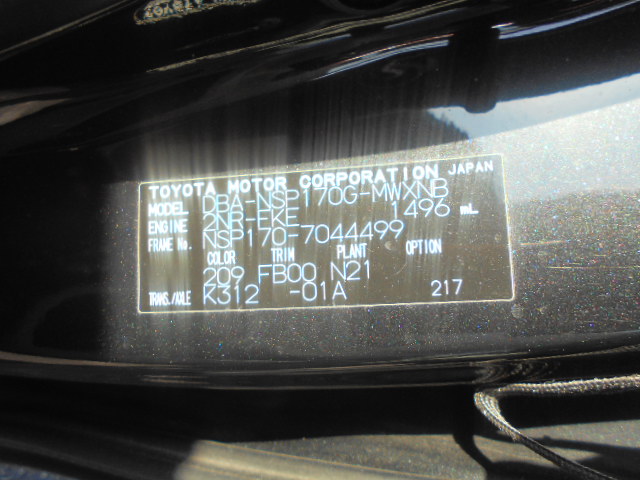 TOYOTA MOTOR CORPORATION JAPAN
MODEL DBA-NSP170G-MWXNB
ENGINE 2NR-FKE 1496 mL
FRAME No. NSP170-7044499
COLOR TRIM PLANT OPTION
209 FB00 N21
TRANS./AXLE K312 -01A 217